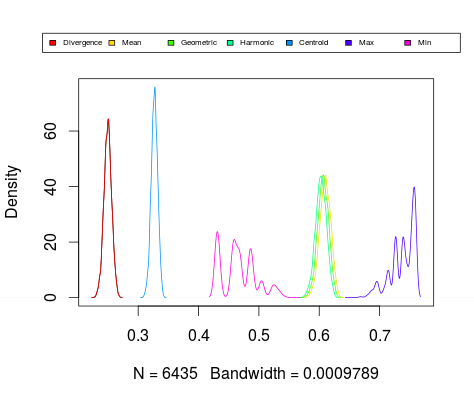 Divergence Mean Geometric Harmonic Centroid Max Min
Density
60
40
20
0
0.3 0.4 0.5 0.6 0.7
N = 6435 Bandwidth = 0.0009789